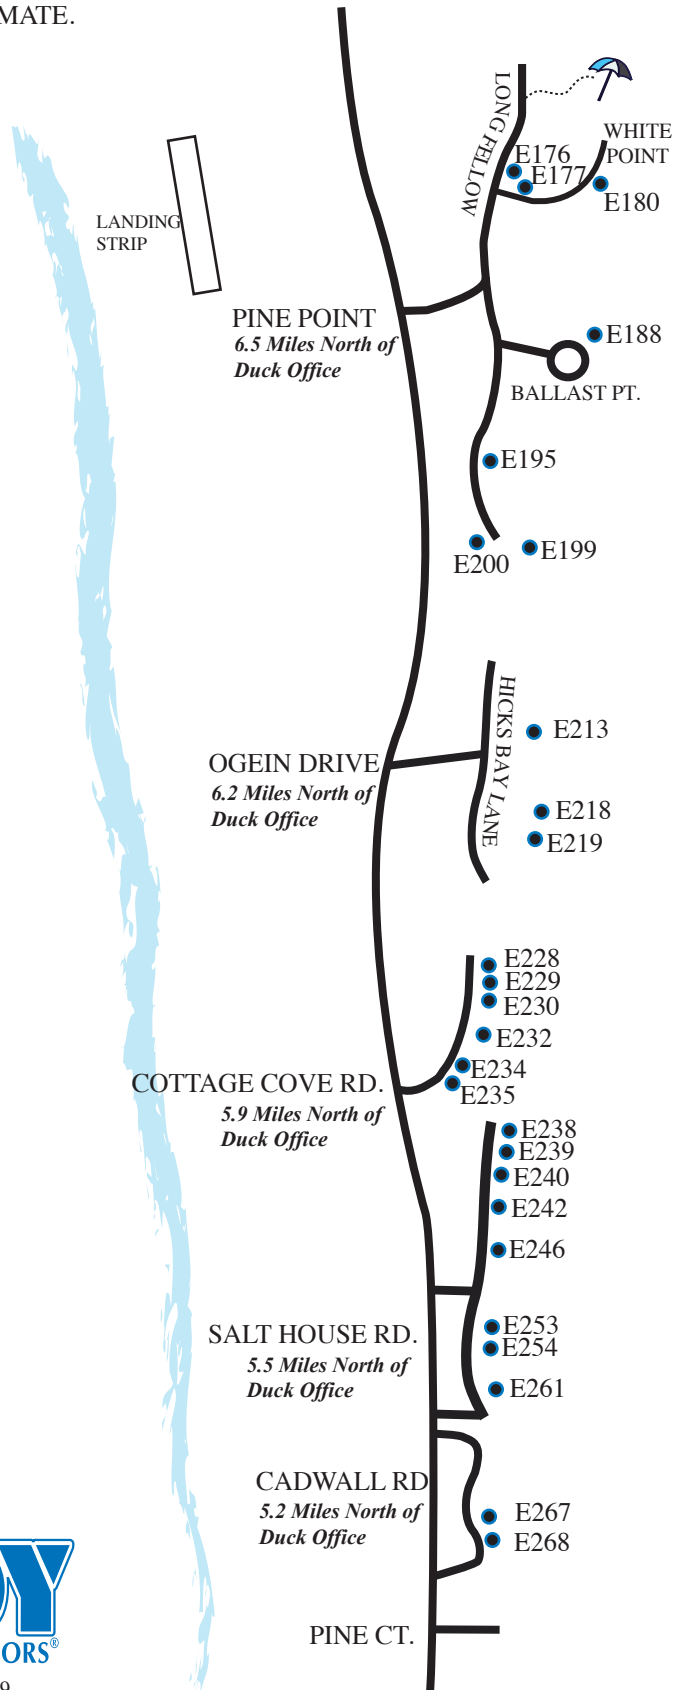 MATE.
LONG FELLOW
WHITE
POINT
E176
E177
E180
LANDING
STRIP
PINE POINT
6.5 Miles North of
Duck Office
E188
BALLAST PT.
E195
E200
E199
HICKS BAY LANE
E213
OGEIN DRIVE
6.2 Miles North of
Duck Office
E218
E219
E228
E229
E230
E232
E234
E235
COTTAGE COVE RD.
5.9 Miles North of
Duck Office
E238
E239
E240
E242
E246
SALT HOUSE RD.
5.5 Miles North of
Duck Office
E253
E254
E261
CADWALL RD
5.2 Miles North of
Duck Office
E267
E268
DY
ORS®
PINE CT.
9